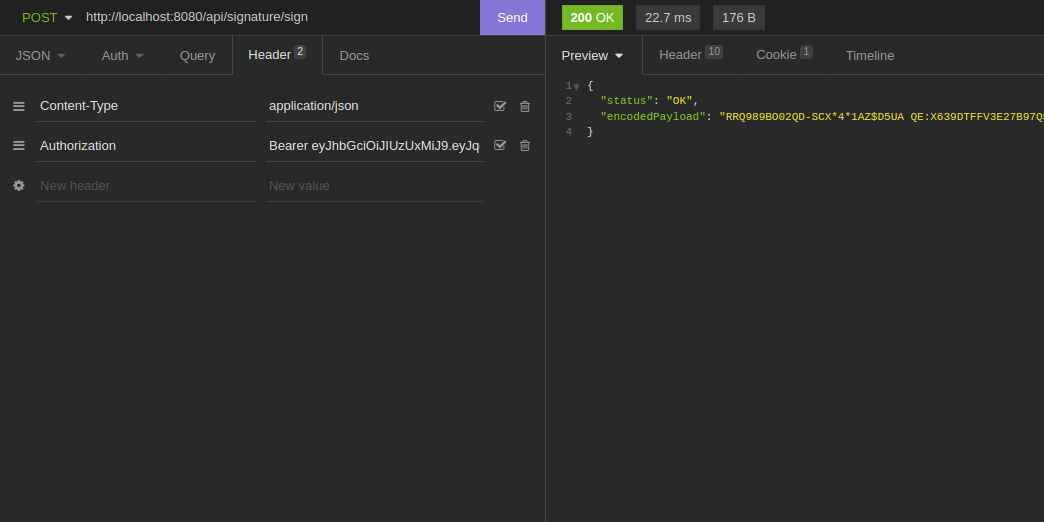 POST http://localhost:8080/api/signature/sign Send 200 OK 22.7 ms 176 B
JSON Auth Query Header 2 Docs Preview Header 10 Cookie 1 Timeline
Content-Type application/json
Authorization Bearer eyJhbGciOiJIUzUxMiJ9.eyJq
New header New value
1 {
2 "status": "OK",
3 "encodedPayload": "RRQ989BO02QD-SCX*4*1AZ$D5UA QE:X639DTFFV3E27B97QS
4 }